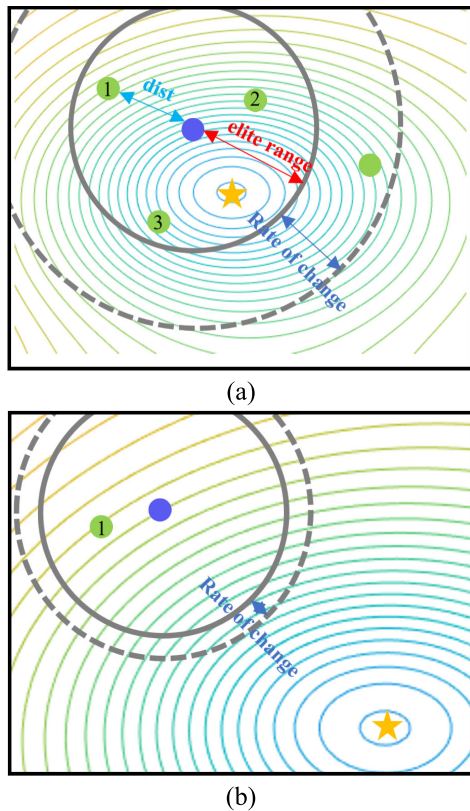 1
dist
2
elite range
3
Rate of change
(a)
1
Rate of change
(b)